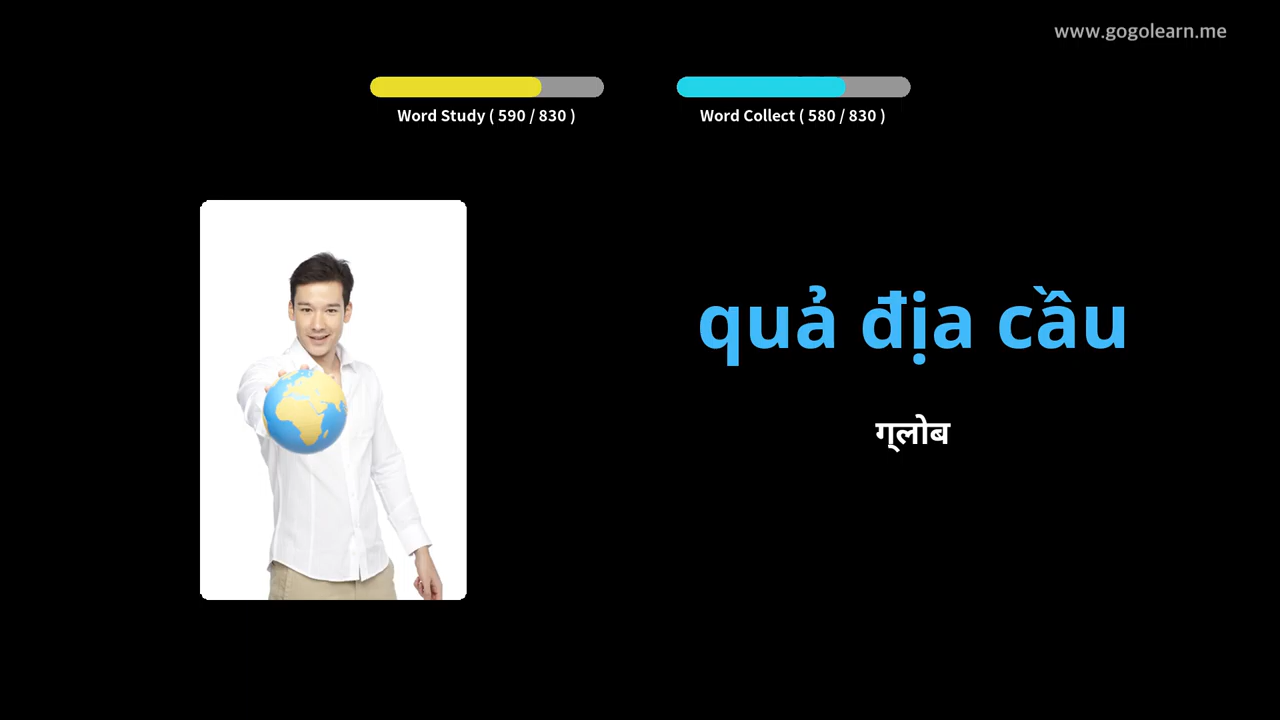 www.gogolearn.me
Word Study ( 590 / 830 )
Word Collect ( 580 / 830 )
quả địa cầu
ग्लोब